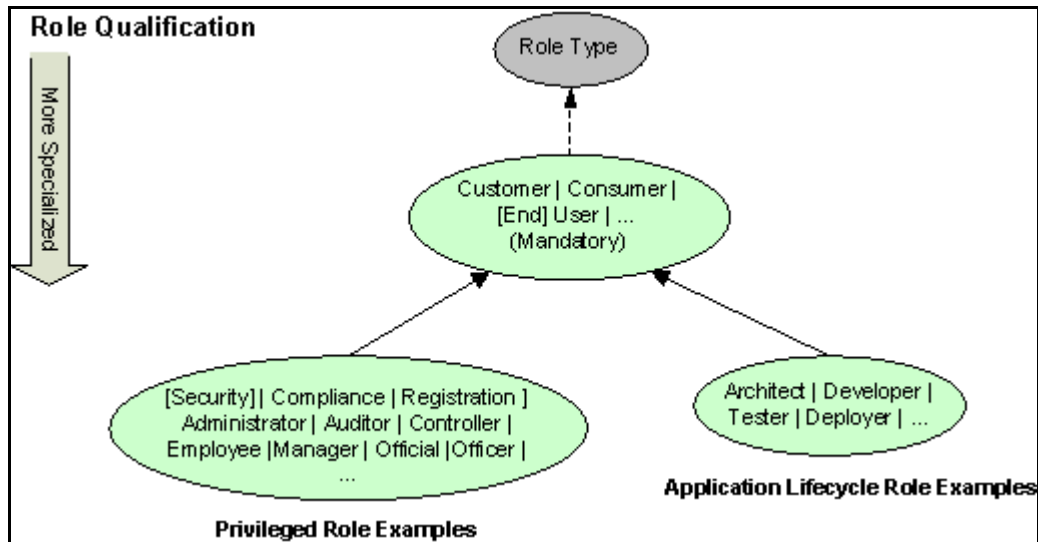 Role Qualification
Role Type
More Specialized
Customer | Consumer |
[End] User | ...
(Mandatory)
[Security] | Compliance | Registration ]
Administrator | Auditor | Controller |
Employee |Manager | Official |Officer |
...
Architect | Developer |
Tester | Deployer | ...
Application Lifecycle Role Examples
Privileged Role Examples